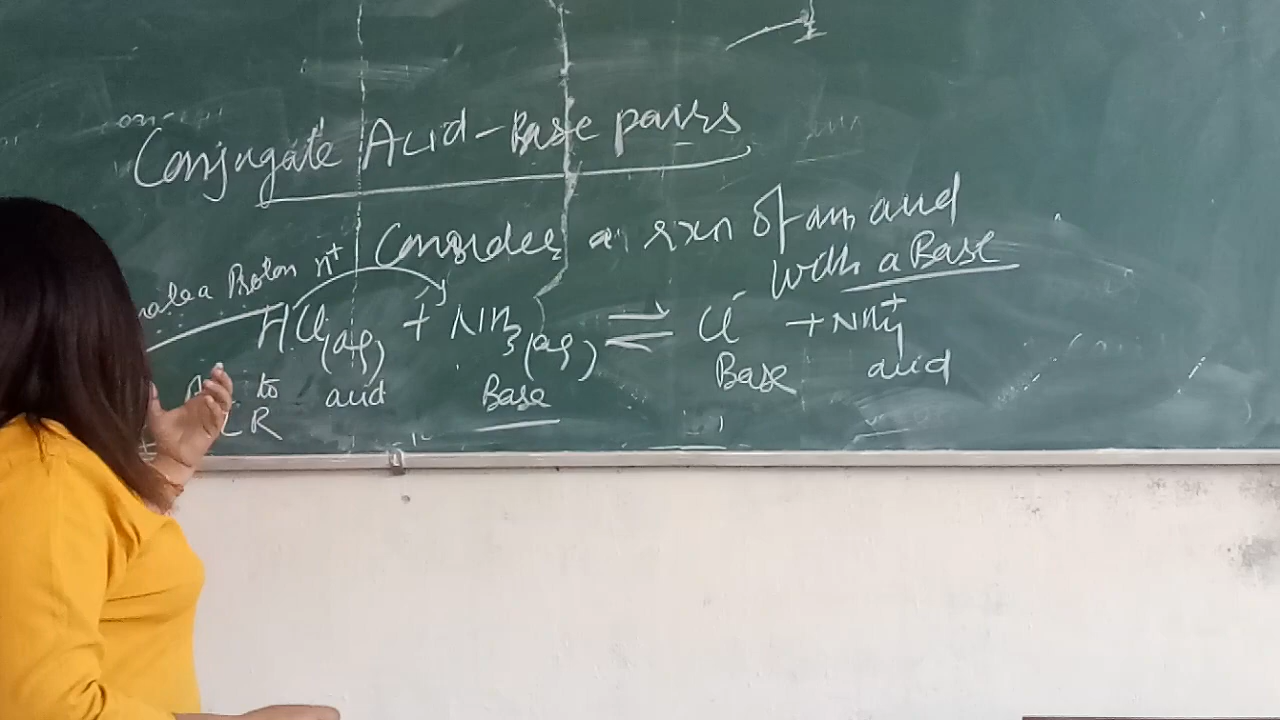 Conjugate Acid-Base pairs
Consider a rxn of an acid
with a Base
a Proton H+
HCl(aq) + NH3(aq) ⇌ Cl- + NH4+
to acid Base Base acid
L R